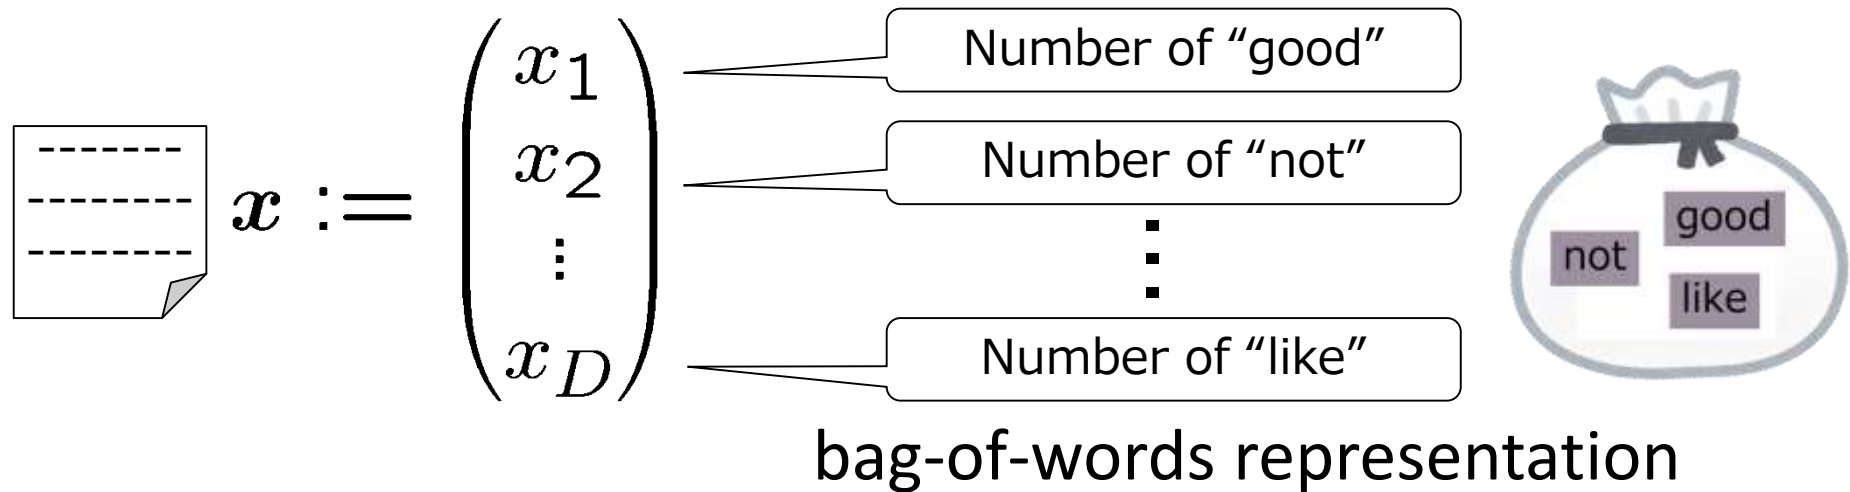 x := ( x1
x2
⋮
xD )
Number of “good”
Number of “not”
⋮
Number of “like”
good
not
like
bag-of-words representation